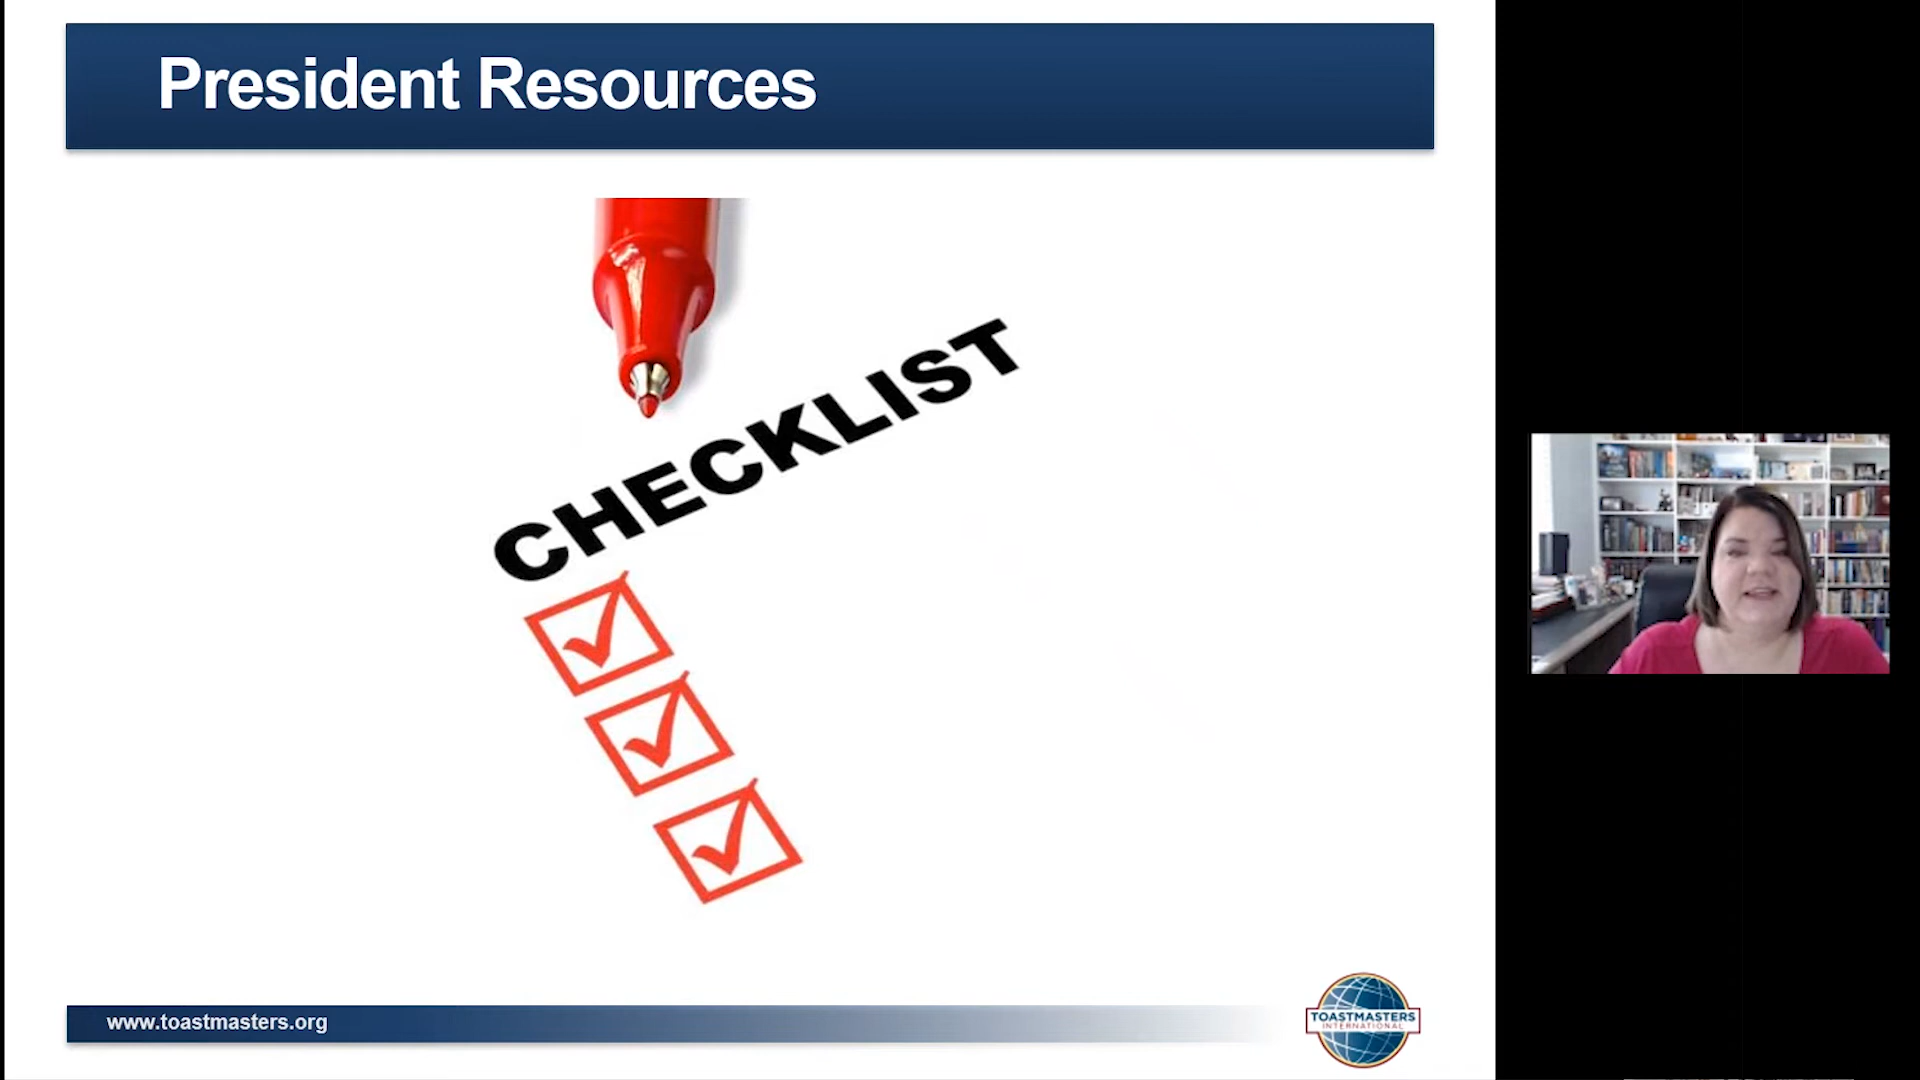 President Resources
CHECKLIST
www.toastmasters.org
TOASTMASTERS
INTERNATIONAL